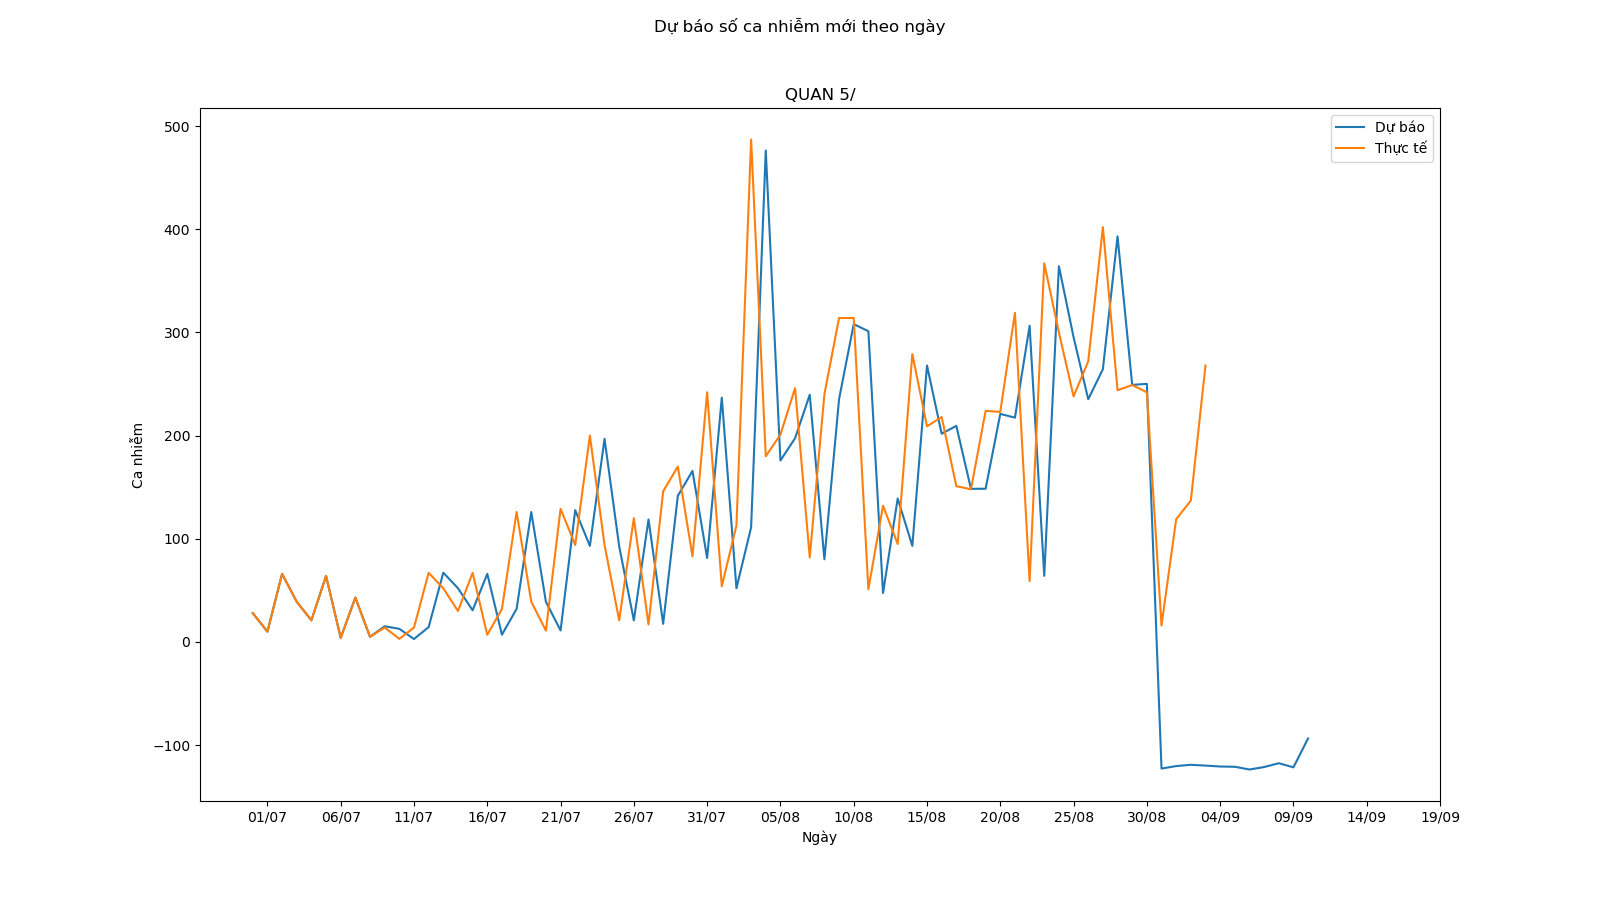 Dự báo số ca nhiễm mới theo ngày
QUAN 5/
Dự báo
Thực tế
500
400
300
200
100
0
−100
Ca nhiễm
01/07 06/07 11/07 16/07 21/07 26/07 31/07 05/08 10/08 15/08 20/08 25/08 30/08 04/09 09/09 14/09 19/09
Ngày